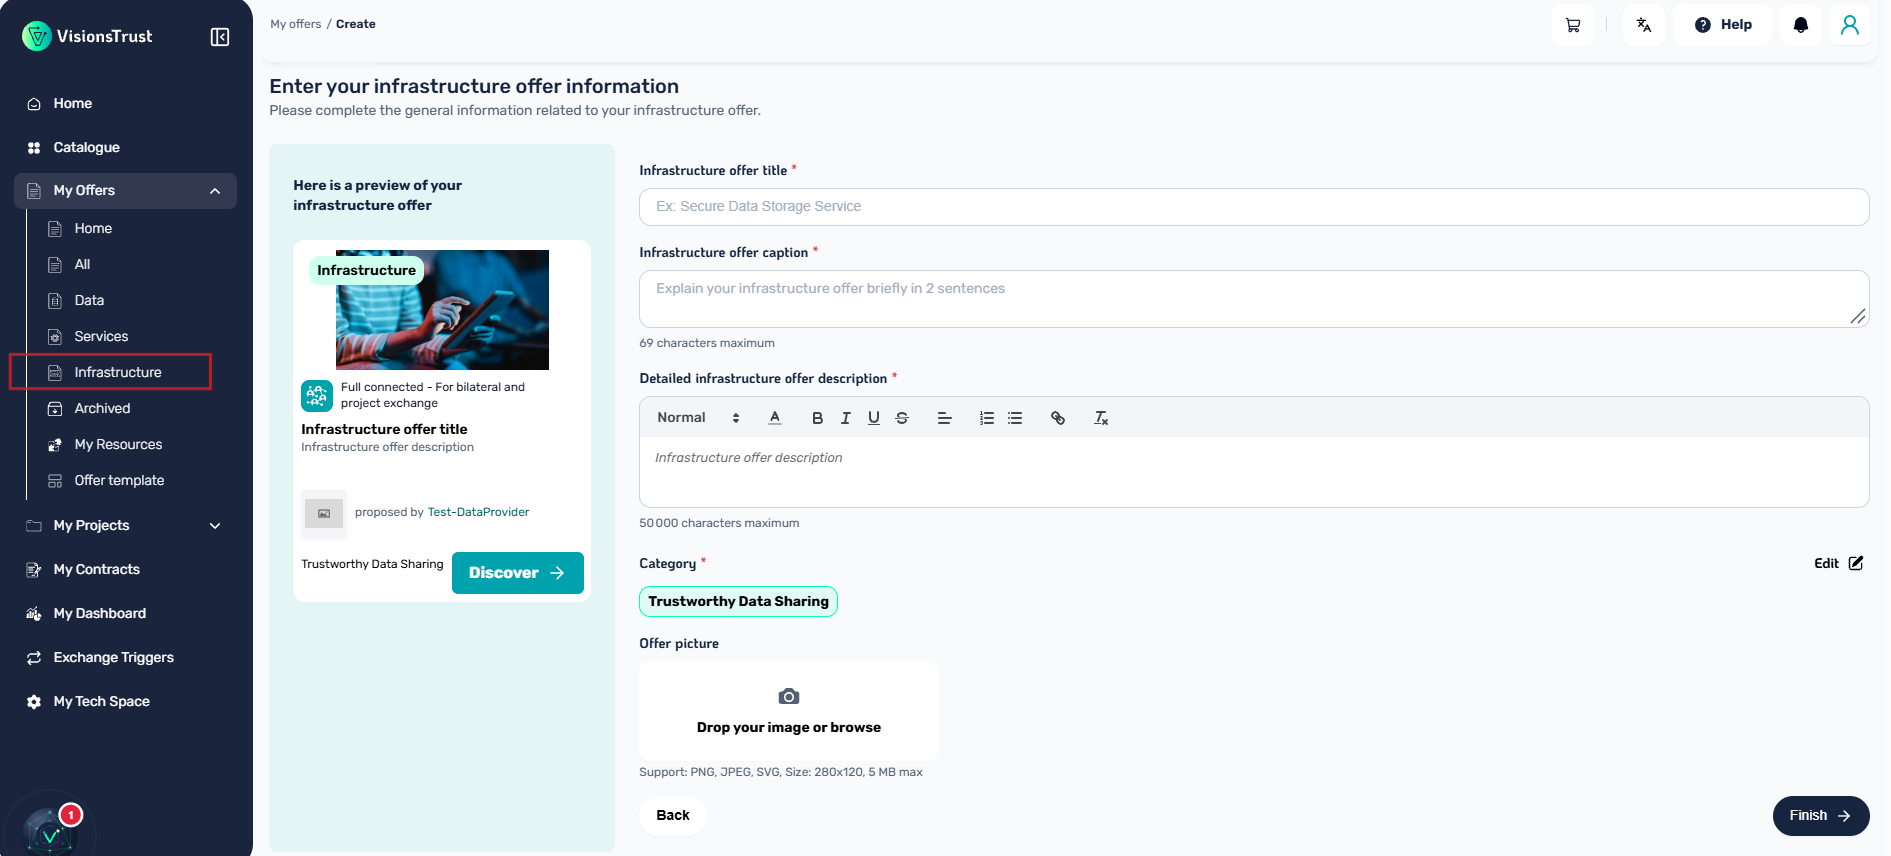 VisionsTrust
Home
Catalogue
My Offers
Home
All
Data
Services
Infrastructure
Archived
My Resources
Offer template
My Projects
My Contracts
My Dashboard
Exchange Triggers
My Tech Space
1
My offers / Create
Help
Enter your infrastructure offer information
Please complete the general information related to your infrastructure offer.
Here is a preview of your
infrastructure offer
Infrastructure
Full connected - For bilateral and
project exchange
Infrastructure offer title
Infrastructure offer description
proposed by Test-DataProvider
Trustworthy Data Sharing
Discover
Infrastructure offer title *
Ex: Secure Data Storage Service
Infrastructure offer caption *
Explain your infrastructure offer briefly in 2 sentences
69 characters maximum
Detailed infrastructure offer description *
Normal
Infrastructure offer description
50 000 characters maximum
Category *
Edit
Trustworthy Data Sharing
Offer picture
Drop your image or browse
Support: PNG, JPEG, SVG, Size: 280x120, 5 MB max
Back
Finish